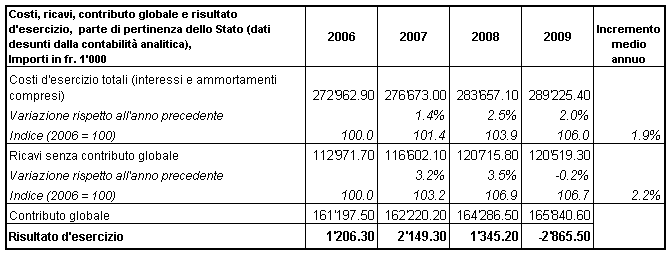 Costi, ricavi, contributo globale e risultato
d'esercizio, parte di pertinenza dello Stato (dati
desunti dalla contabilità analitica),
Importi in fr. 1'000 2006 2007 2008 2009 Incremento medio annuo
Costi d'esercizio totali (interessi e ammortamenti
compresi) 272'962.90 276'673.00 283'657.10 289'225.40
Variazione rispetto all'anno precedente 1.4% 2.5% 2.0%
Indice (2006 = 100) 100.0 101.4 103.9 106.0 1.9%
Ricavi senza contributo globale 112'971.70 116'602.10 120'715.80 120'519.30
Variazione rispetto all'anno precedente 3.2% 3.5% -0.2%
Indice (2006 = 100) 100.0 103.2 106.9 106.7 2.2%
Contributo globale 161'197.50 162'220.20 164'286.50 165'840.60
Risultato d'esercizio 1'206.30 2'149.30 1'345.20 -2'865.50